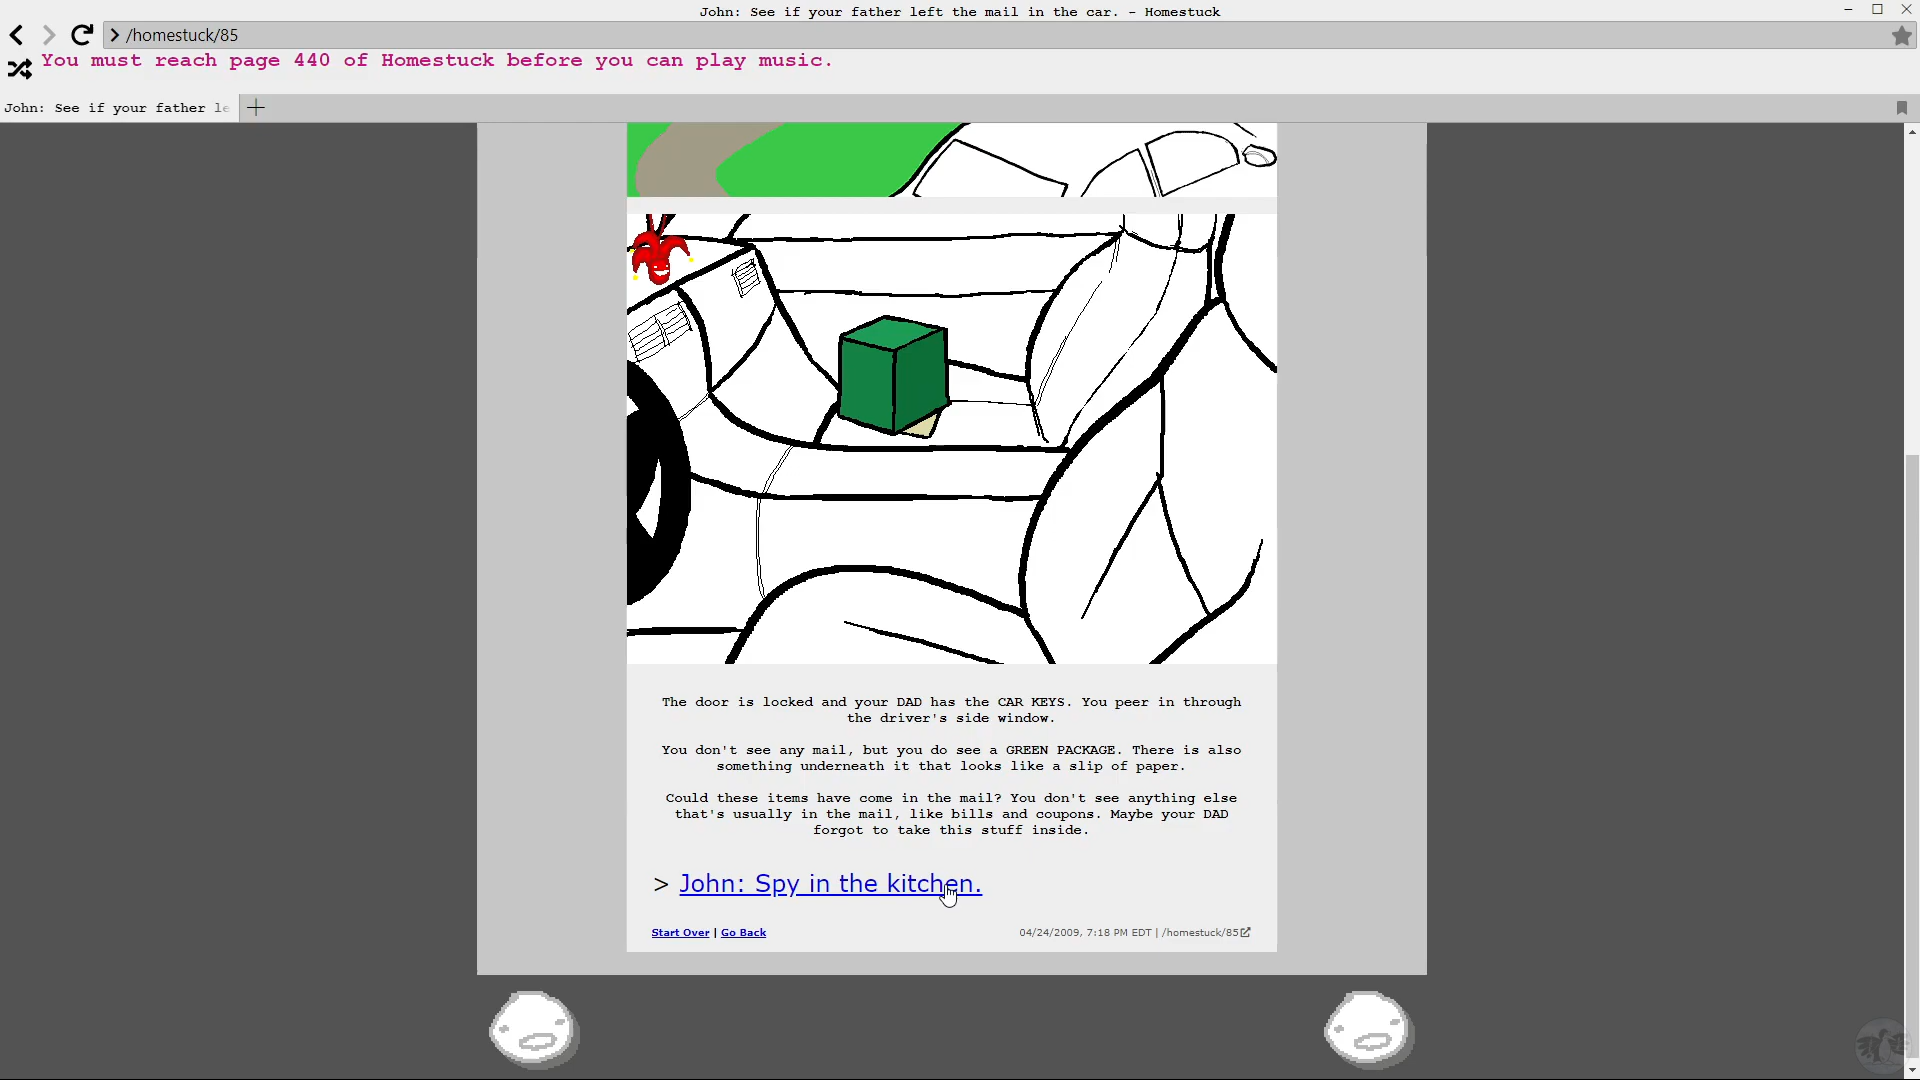 John: See if your father left the mail in the car. - Homestuck
/homestuck/85
You must reach page 440 of Homestuck before you can play music.
John: See if your father le
The door is locked and your DAD has the CAR KEYS. You peer in through
the driver's side window.
You don't see any mail, but you do see a GREEN PACKAGE. There is also
something underneath it that looks like a slip of paper.
Could these items have come in the mail? You don't see anything else
that's usually in the mail, like bills and coupons. Maybe your DAD
forgot to take this stuff inside.
> John: Spy in the kitchen.
Start Over | Go Back
04/24/2009, 7:18 PM EDT | /homestuck/85